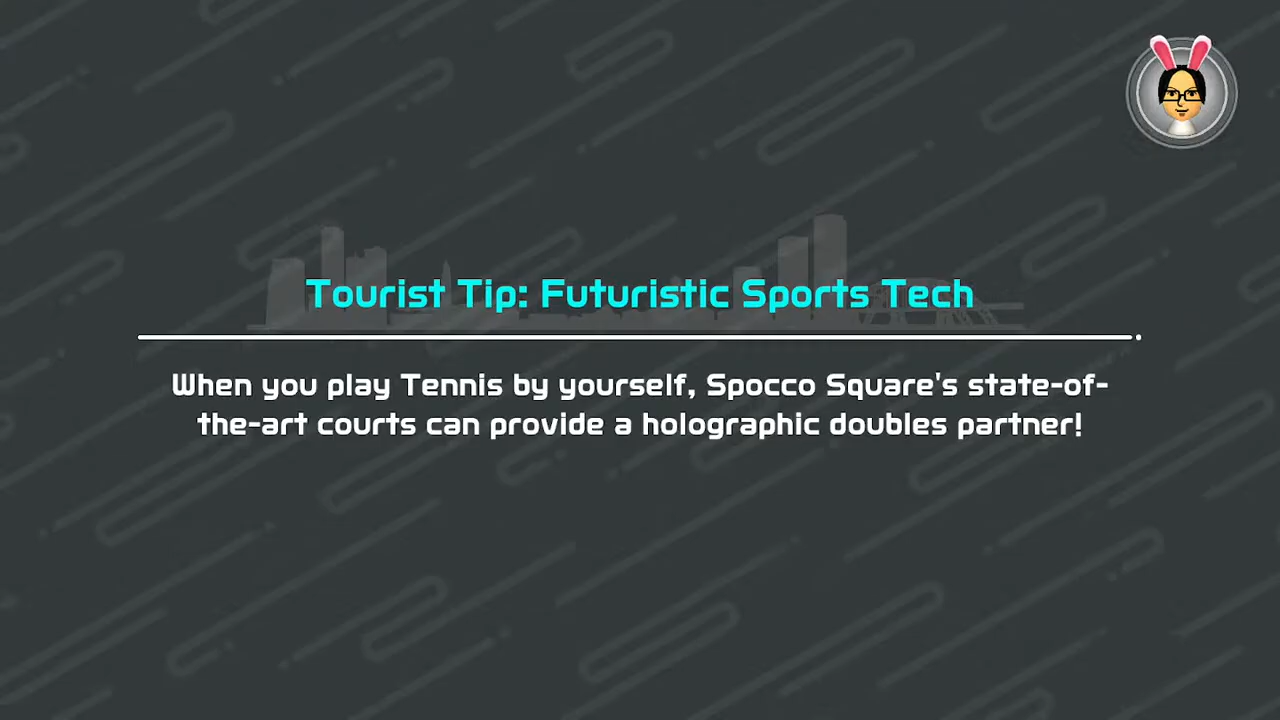 Tourist Tip: Futuristic Sports Tech
When you play Tennis by yourself, Spocco Square's state-of-
the-art courts can provide a holographic doubles partner!